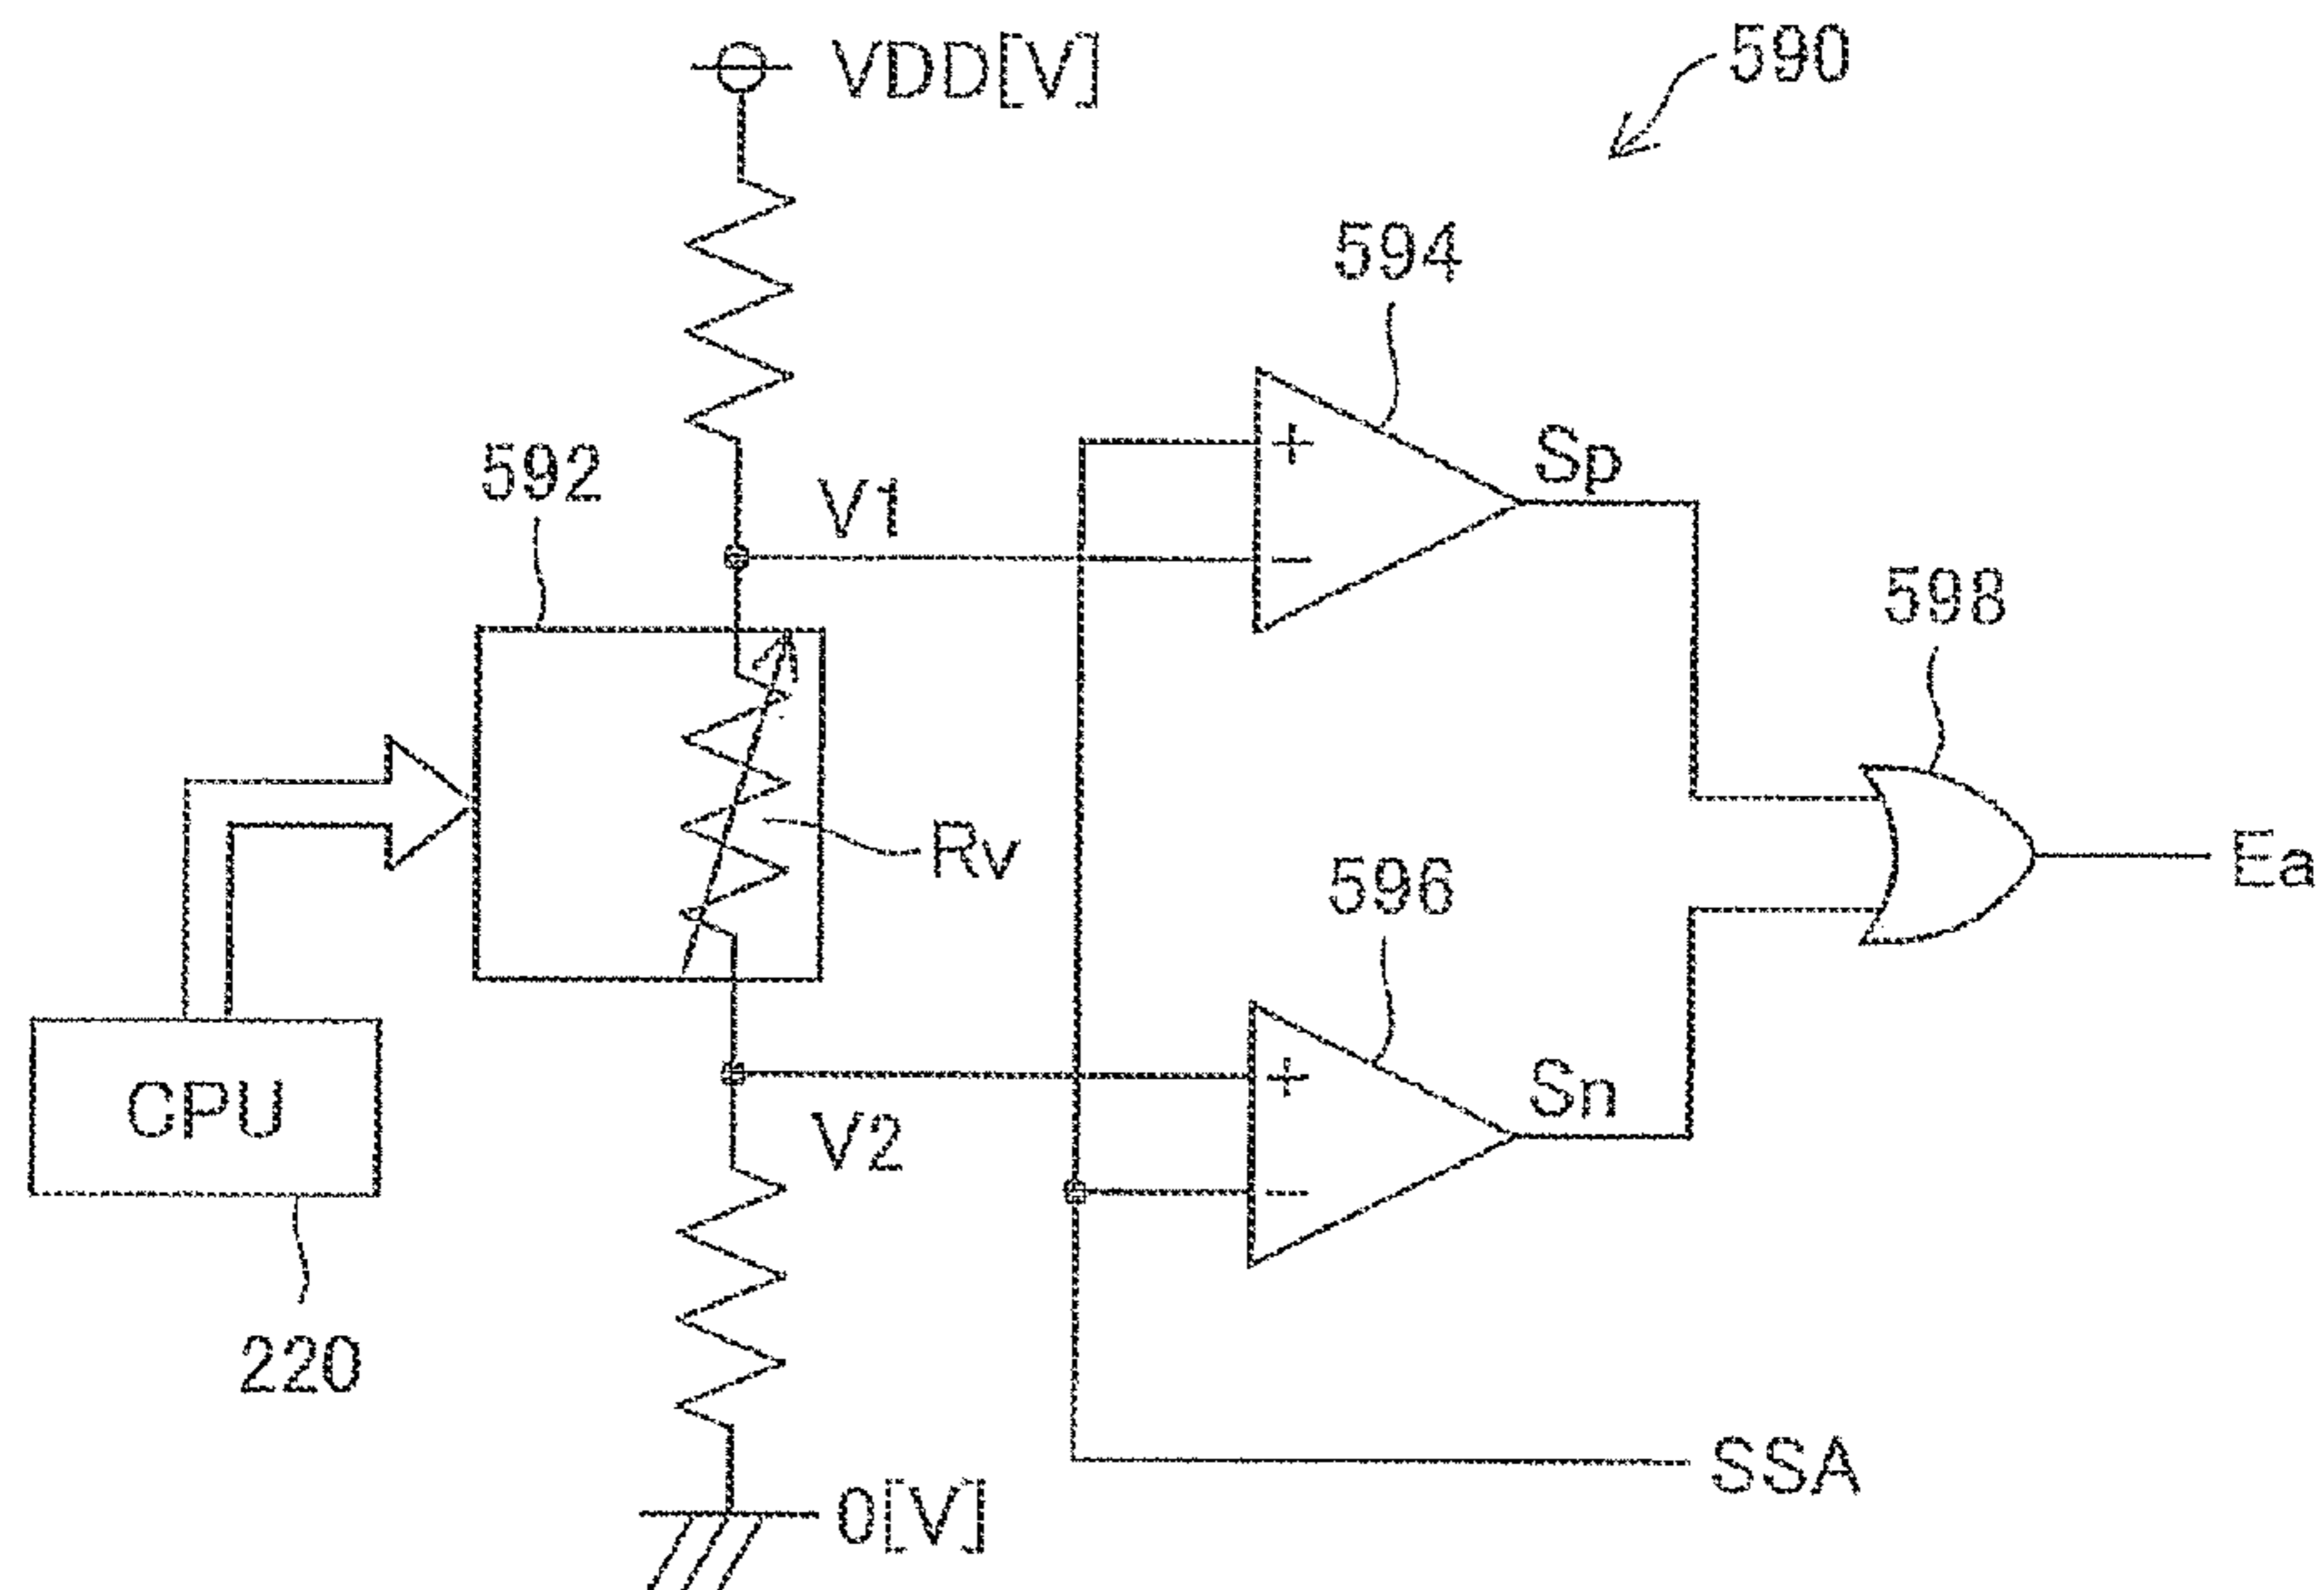 VDD[V]
590
594
Sp
592
V1
598
Rv
Ea
596
CPU
Sn
V2
220
SSA
0[V]
+
−
+
−